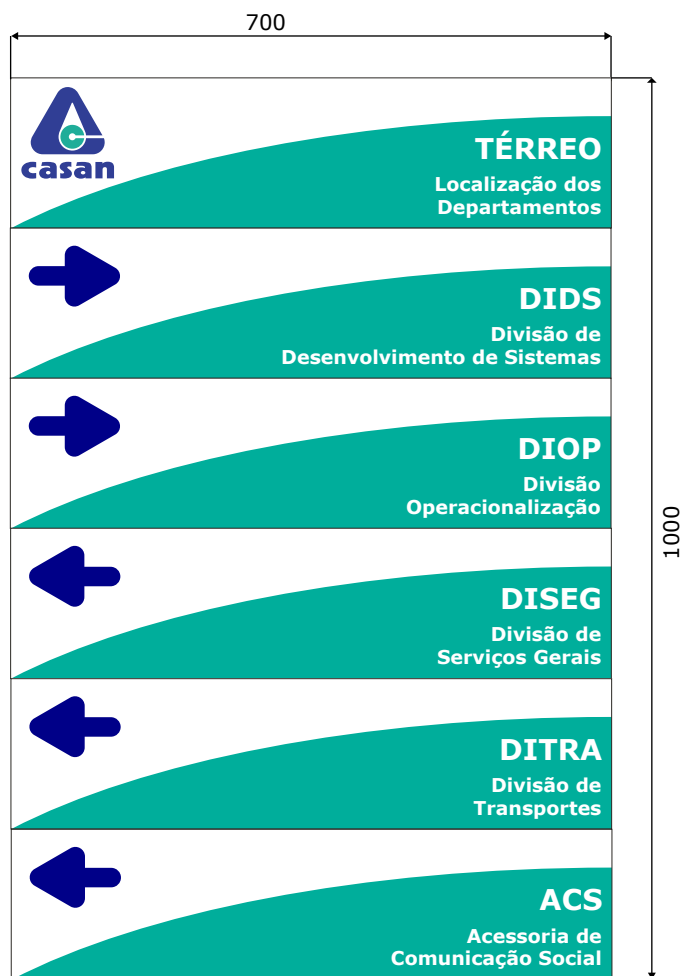 700
casan
TÉRREO
Localização dos
Departamentos
DIDS
Divisão de
Desenvolvimento de Sistemas
DIOP
Divisão
Operacionalização
1000
DISEG
Divisão de
Serviços Gerais
DITRA
Divisão de
Transportes
ACS
Acessoria de
Comunicação Social